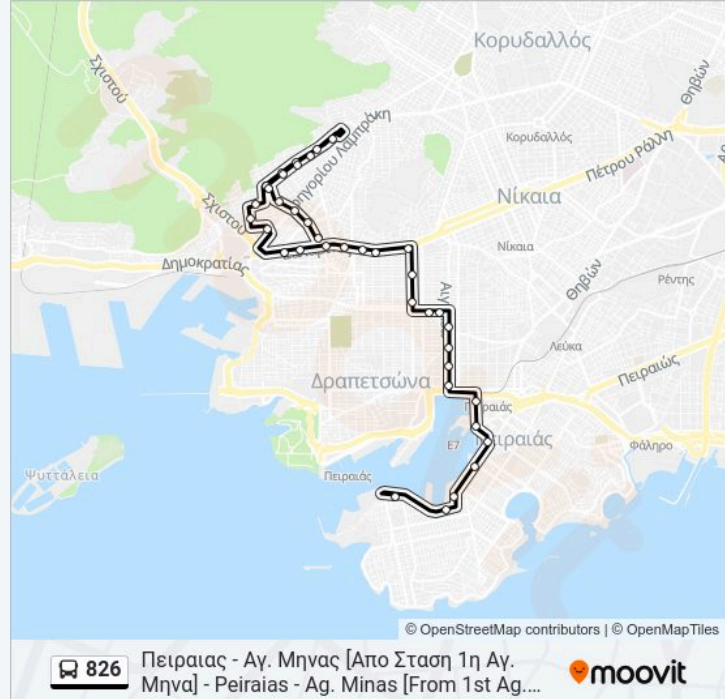 Κορυδαλλός
Σχιστού
Θηβών
Γρηγορίου Λαμπράκη
Κορυδαλλός
Πέτρου Ράλλη
Νίκαια
Σχιστού
Νίκαια
Δημοκρατίας
Θηβών
Ρέντης
Λεύκα
Δραπετσώνα
Πειραιώς
Πειραιάς
Ε7
Πειραιάς
Φάληρο
Ψυττάλεια
Πειραιάς
© OpenStreetMap contributors | © OpenMapTiles
826
Πειραιας - Αγ. Μηνας [Απο Σταση 1η Αγ.
Μηνα] - Peiraias - Ag. Minas [From 1st Ag....
moovit